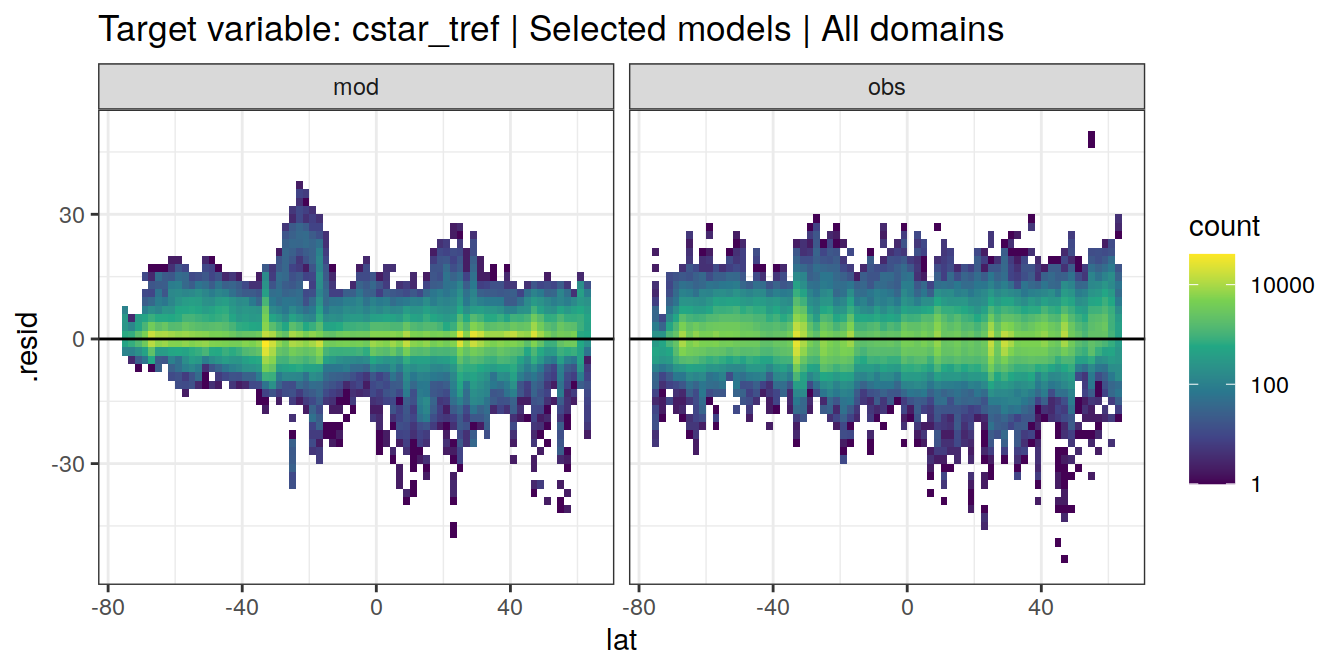 Target variable: cstar_tref | Selected models | All domains
mod
obs
.resid
30
0
-30
-80
-40
0
40
-80
-40
0
40
lat
count
10000
100
1